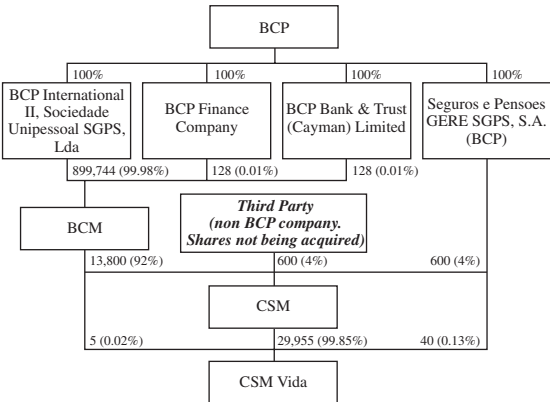 BCP
100%
100%
100%
100%
BCP International
II, Sociedade
Unipessoal SGPS,
Lda
BCP Finance
Company
BCP Bank & Trust
(Cayman) Limited
Seguros e Pensoes
GERE SGPS, S.A.
(BCP)
899,744 (99.98%)
128 (0.01%)
128 (0.01%)
BCM
Third Party
(non BCP company.
Shares not being acquired)
13,800 (92%)
600 (4%)
600 (4%)
CSM
5 (0.02%)
29,955 (99.85%)
40 (0.13%)
CSM Vida